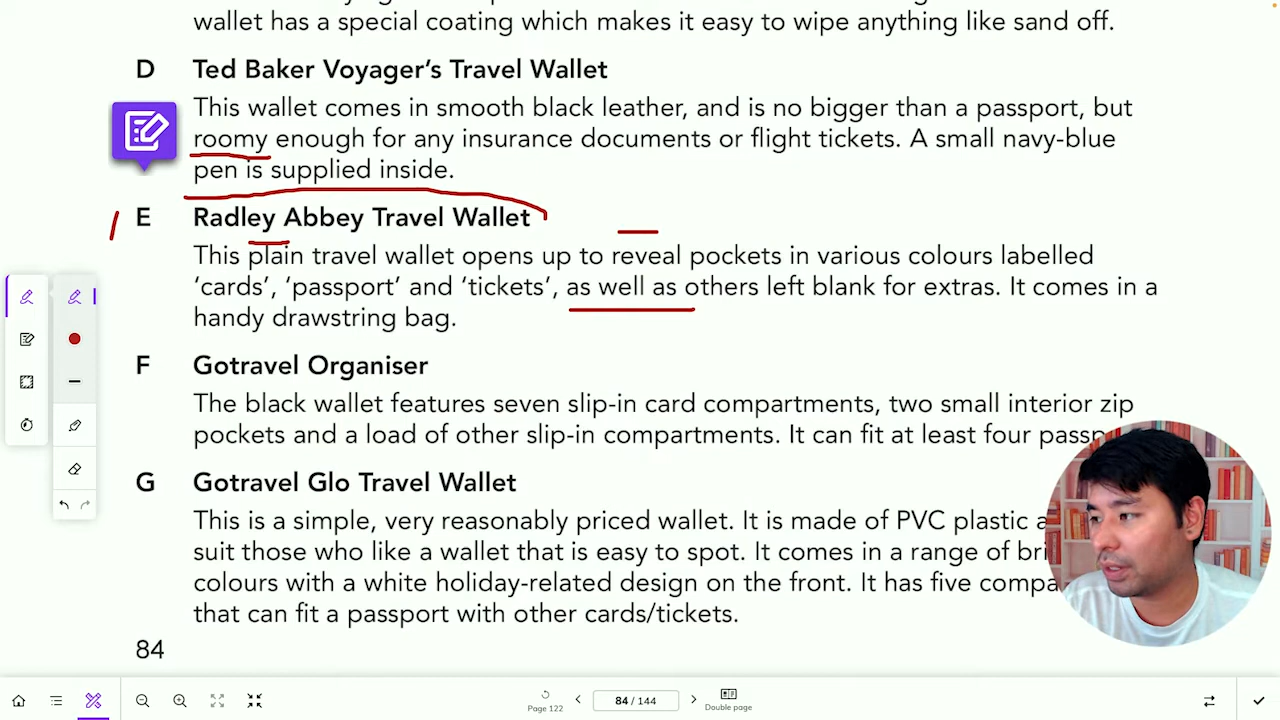 wallet has a special coating which makes it easy to wipe anything like sand off.
D Ted Baker Voyager's Travel Wallet
This wallet comes in smooth black leather, and is no bigger than a passport, but
roomy enough for any insurance documents or flight tickets. A small navy-blue
pen is supplied inside.
E Radley Abbey Travel Wallet
This plain travel wallet opens up to reveal pockets in various colours labelled
'cards', 'passport' and 'tickets', as well as others left blank for extras. It comes in a
handy drawstring bag.
F Gotravel Organiser
The black wallet features seven slip-in card compartments, two small interior zip
pockets and a load of other slip-in compartments. It can fit at least four
G Gotravel Glo Travel Wallet
This is a simple, very reasonably priced wallet. It is made of PVC plastic
suit those who like a wallet that is easy to spot. It comes in a range of
colours with a white holiday-related design on the front. It has five
that can fit a passport with other cards/tickets.
84
Page 122
84 / 144
Double page